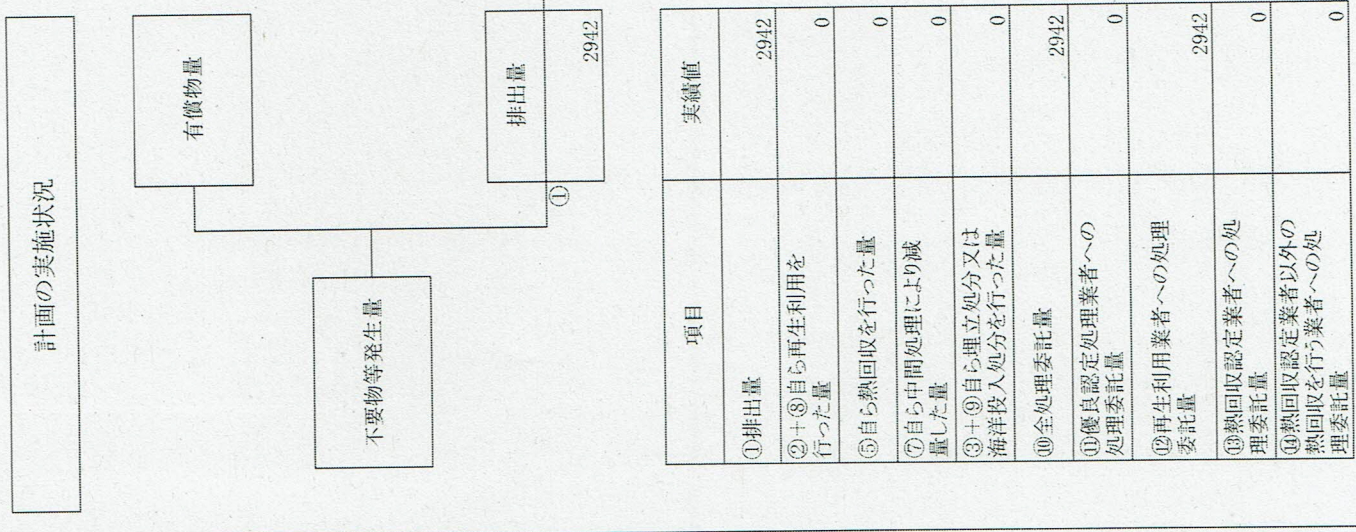 計画の実施状況
有償物量
不要物等発生量
排出量
①
2942
項目
実績値
①排出量
2942
②+⑧自ら再生利用を
行った量
0
⑤自ら熱回収を行った量
0
⑦自ら中間処理により減
量した量
0
③+⑨自ら埋立処分又は
海洋投入処分を行った量
0
⑩全処理委託量
2942
⑪優良認定処理業者への
処理委託量
0
⑫再生利用業者への処理
委託量
2942
⑬熱回収認定業者への処
理委託量
0
⑭熱回収認定業者以外の
熱回収を行う業者への処
理委託量
0